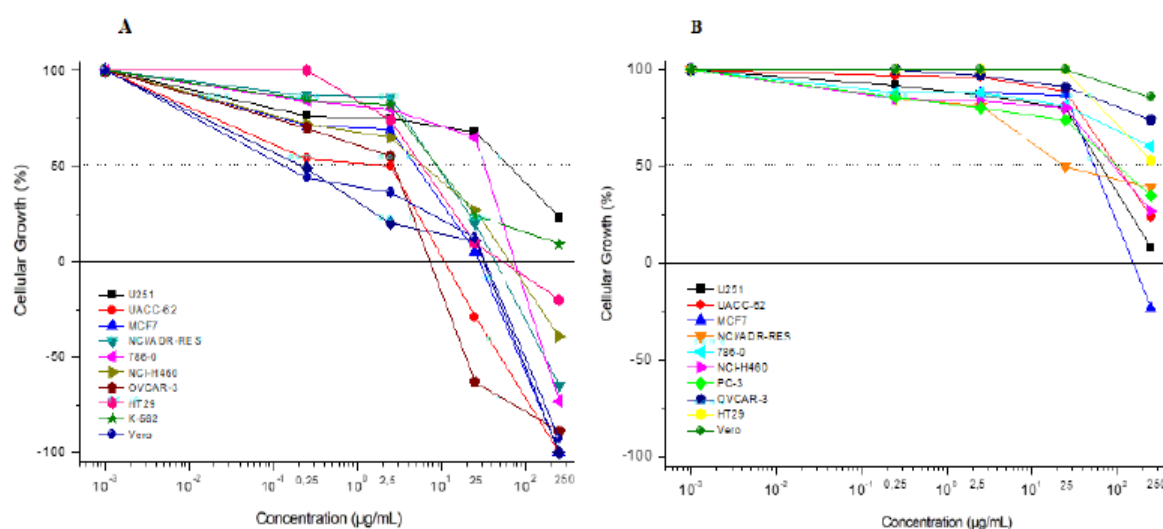 A
Cellular Growth (%)
100
50
0
-50
-100
U251
UACC-62
MCF7
NCI/ADR-RES
786-0
NCI-H460
OVCAR-3
HT29
K-562
Vero
10⁻³ 10⁻² 10⁻¹ 0,25 10⁰ 2,5 10¹ 25 10² 250
Concentration (µg/mL)
B
Cellular Growth (%)
100
50
0
-50
-100
U251
UACC-62
MCF7
NCI/ADR-RES
786-0
NCI-H460
PC-3
OVCAR-3
HT29
Vero
10⁻³ 10⁻² 10⁻¹ 0,25 10⁰ 2,5 10¹ 25 10² 250
Concentration (µg/mL)